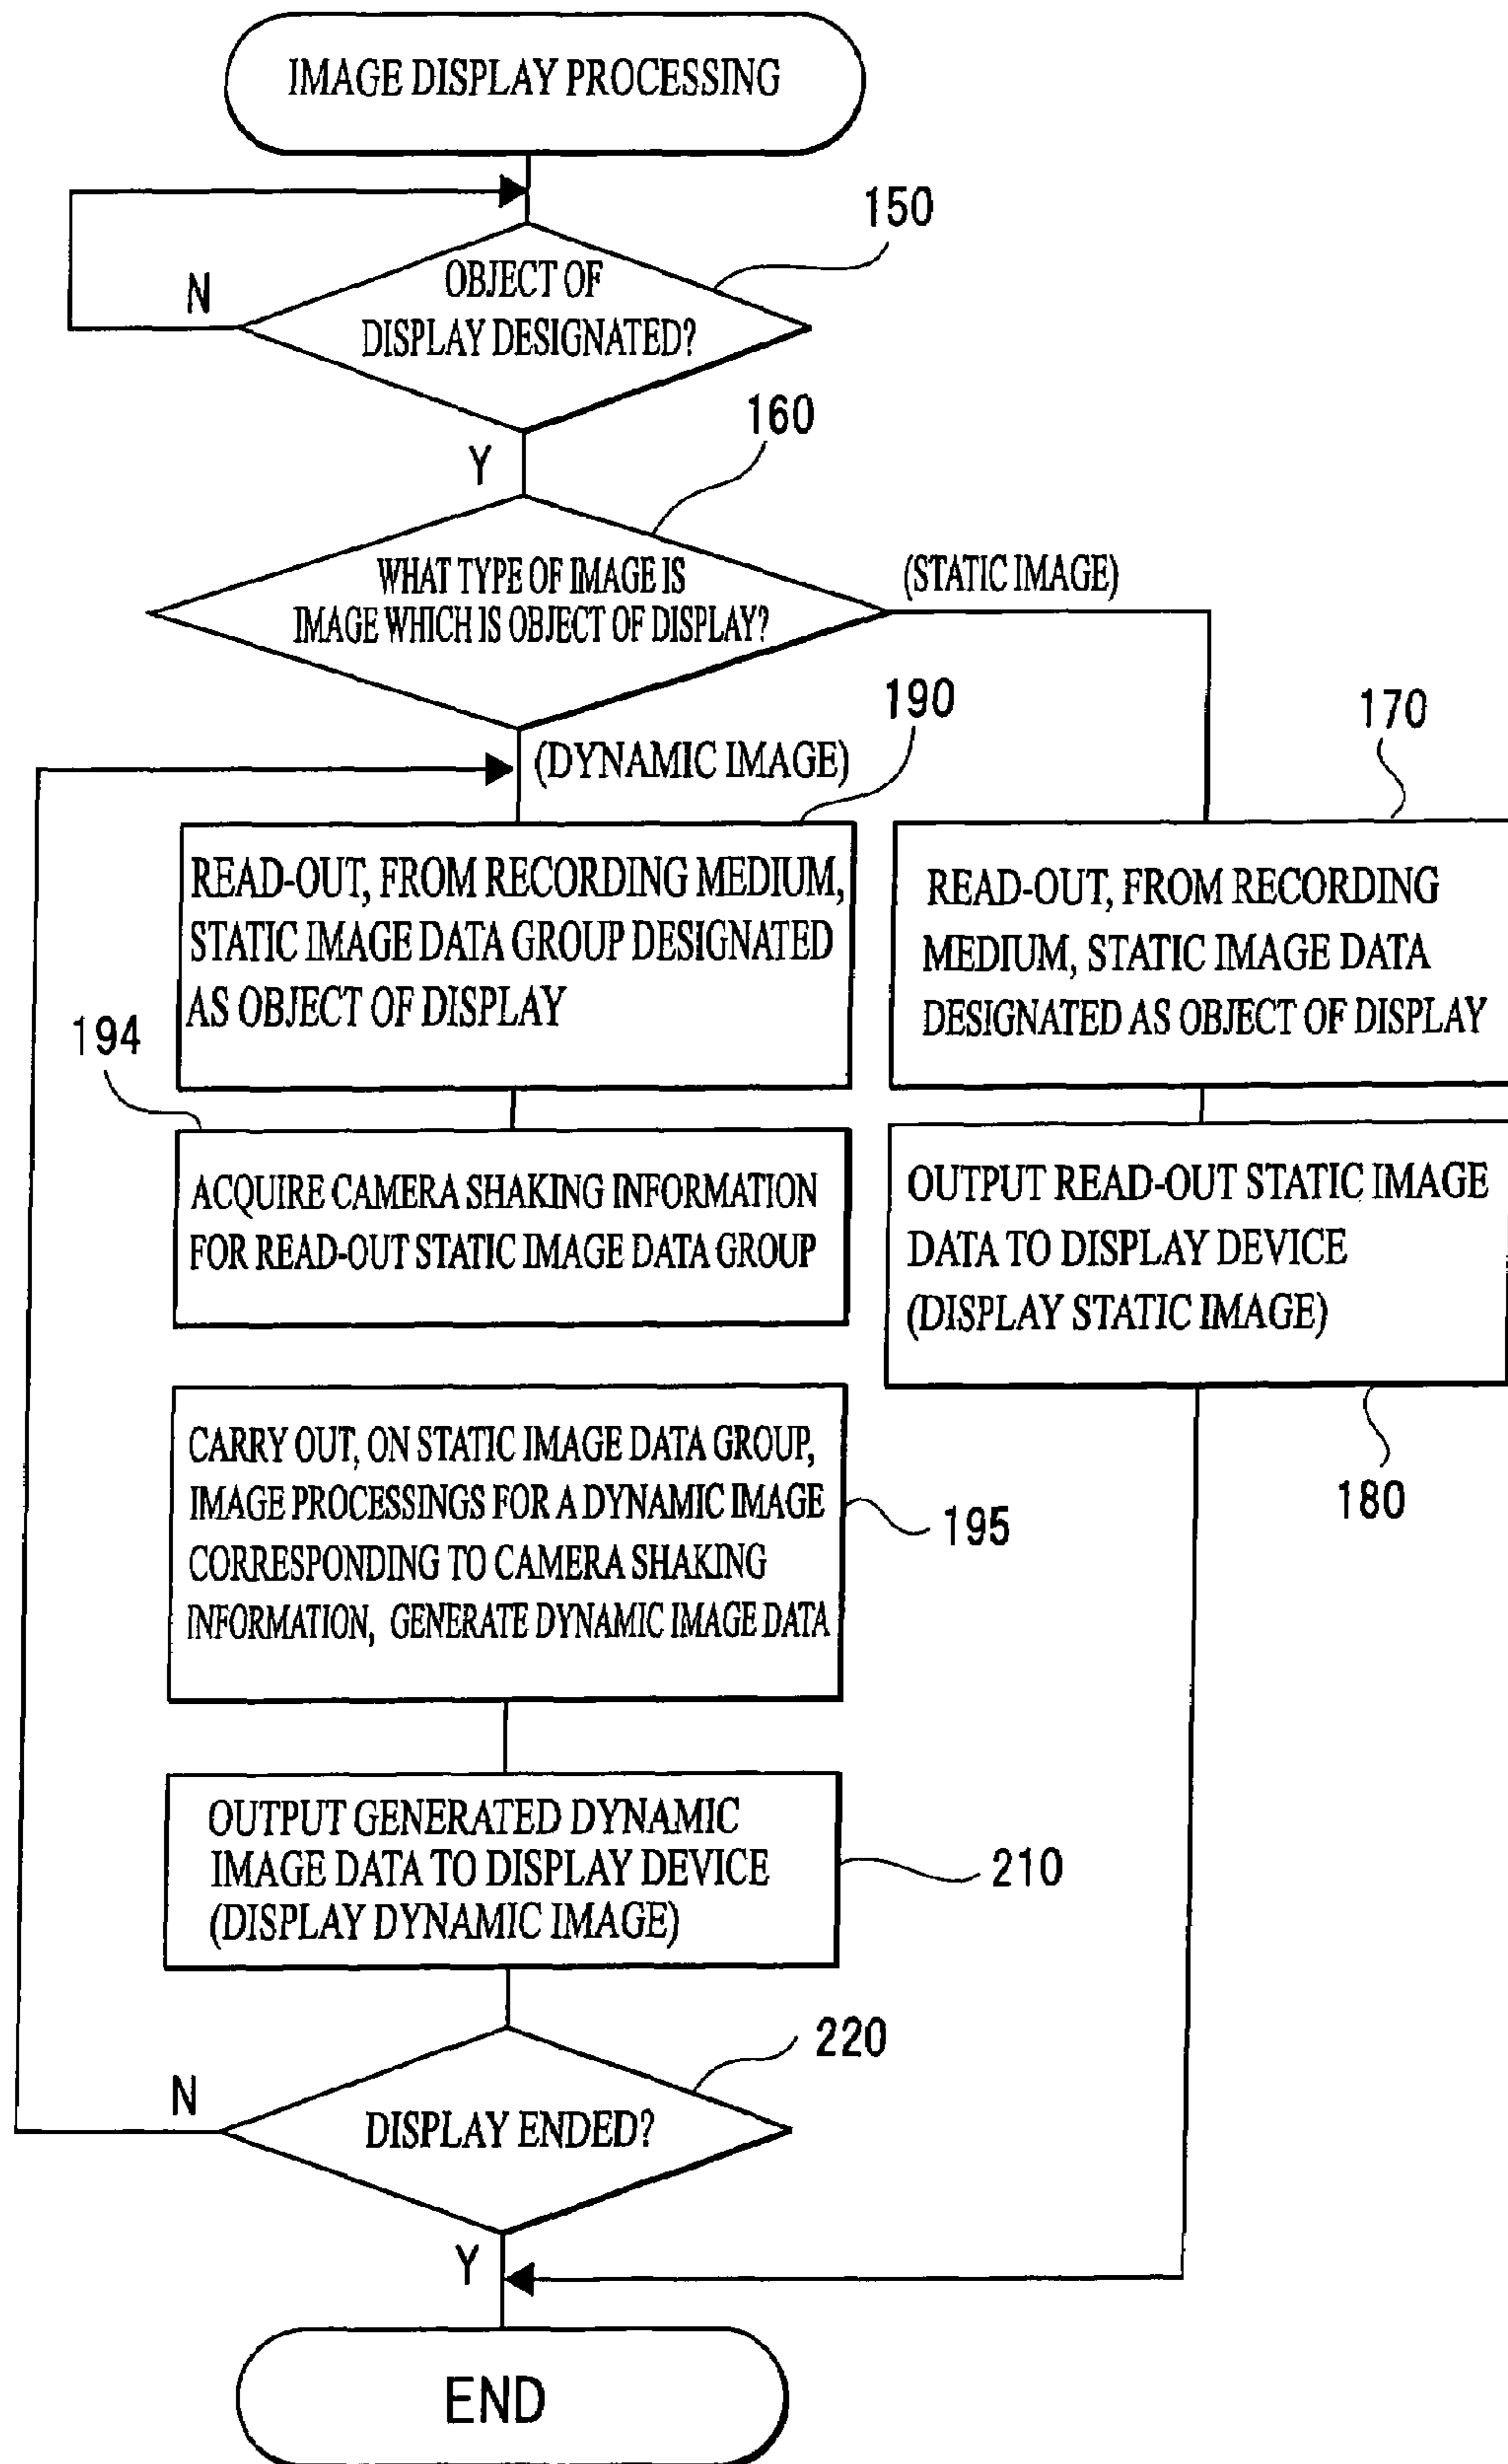 IMAGE DISPLAY PROCESSING
150
N
OBJECT OF
DISPLAY DESIGNATED?
160
Y
WHAT TYPE OF IMAGE IS
IMAGE WHICH IS OBJECT OF DISPLAY?
(STATIC IMAGE)
190
170
(DYNAMIC IMAGE)
READ-OUT, FROM RECORDING MEDIUM,
STATIC IMAGE DATA GROUP DESIGNATED
AS OBJECT OF DISPLAY
READ-OUT, FROM RECORDING
MEDIUM, STATIC IMAGE DATA
DESIGNATED AS OBJECT OF DISPLAY
194
ACQUIRE CAMERA SHAKING INFORMATION
FOR READ-OUT STATIC IMAGE DATA GROUP
OUTPUT READ-OUT STATIC IMAGE
DATA TO DISPLAY DEVICE
(DISPLAY STATIC IMAGE)
180
CARRY OUT, ON STATIC IMAGE DATA GROUP,
IMAGE PROCESSINGS FOR A DYNAMIC IMAGE
CORRESPONDING TO CAMERA SHAKING
INFORMATION, GENERATE DYNAMIC IMAGE DATA
195
OUTPUT GENERATED DYNAMIC
IMAGE DATA TO DISPLAY DEVICE
(DISPLAY DYNAMIC IMAGE)
210
220
N
DISPLAY ENDED?
Y
END